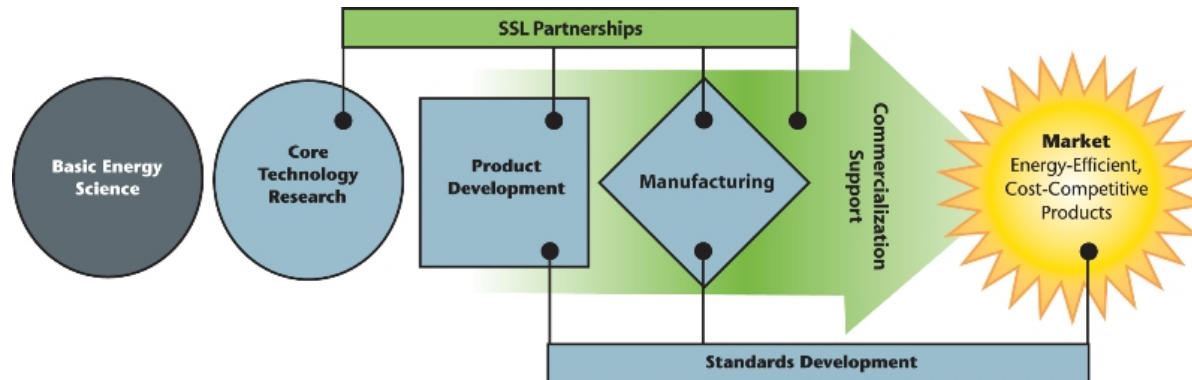 SSL Partnerships
Basic Energy
Science
Core
Technology
Research
Product
Development
Manufacturing
Commercialization
Support
Market
Energy-Efficient,
Cost-Competitive
Products
Standards Development